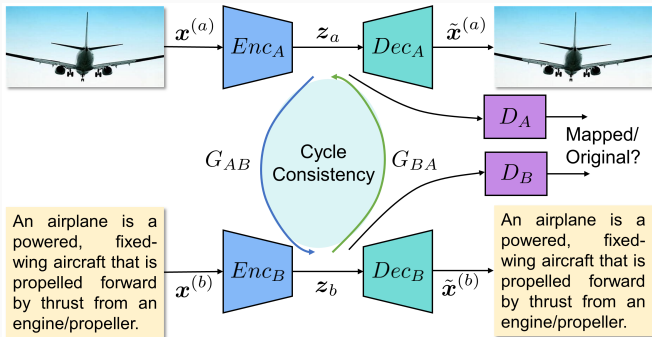 x^(a) Enc_A z_a Dec_A x̃^(a)
D_A
Mapped/
Original?
G_AB Cycle
Consistency G_BA
D_B
An airplane is a
powered, fixed-
wing aircraft that is
propelled forward
by thrust from an
engine/propeller.
x^(b) Enc_B z_b Dec_B x̃^(b)
An airplane is a
powered, fixed-
wing aircraft that is
propelled forward
by thrust from an
engine/propeller.